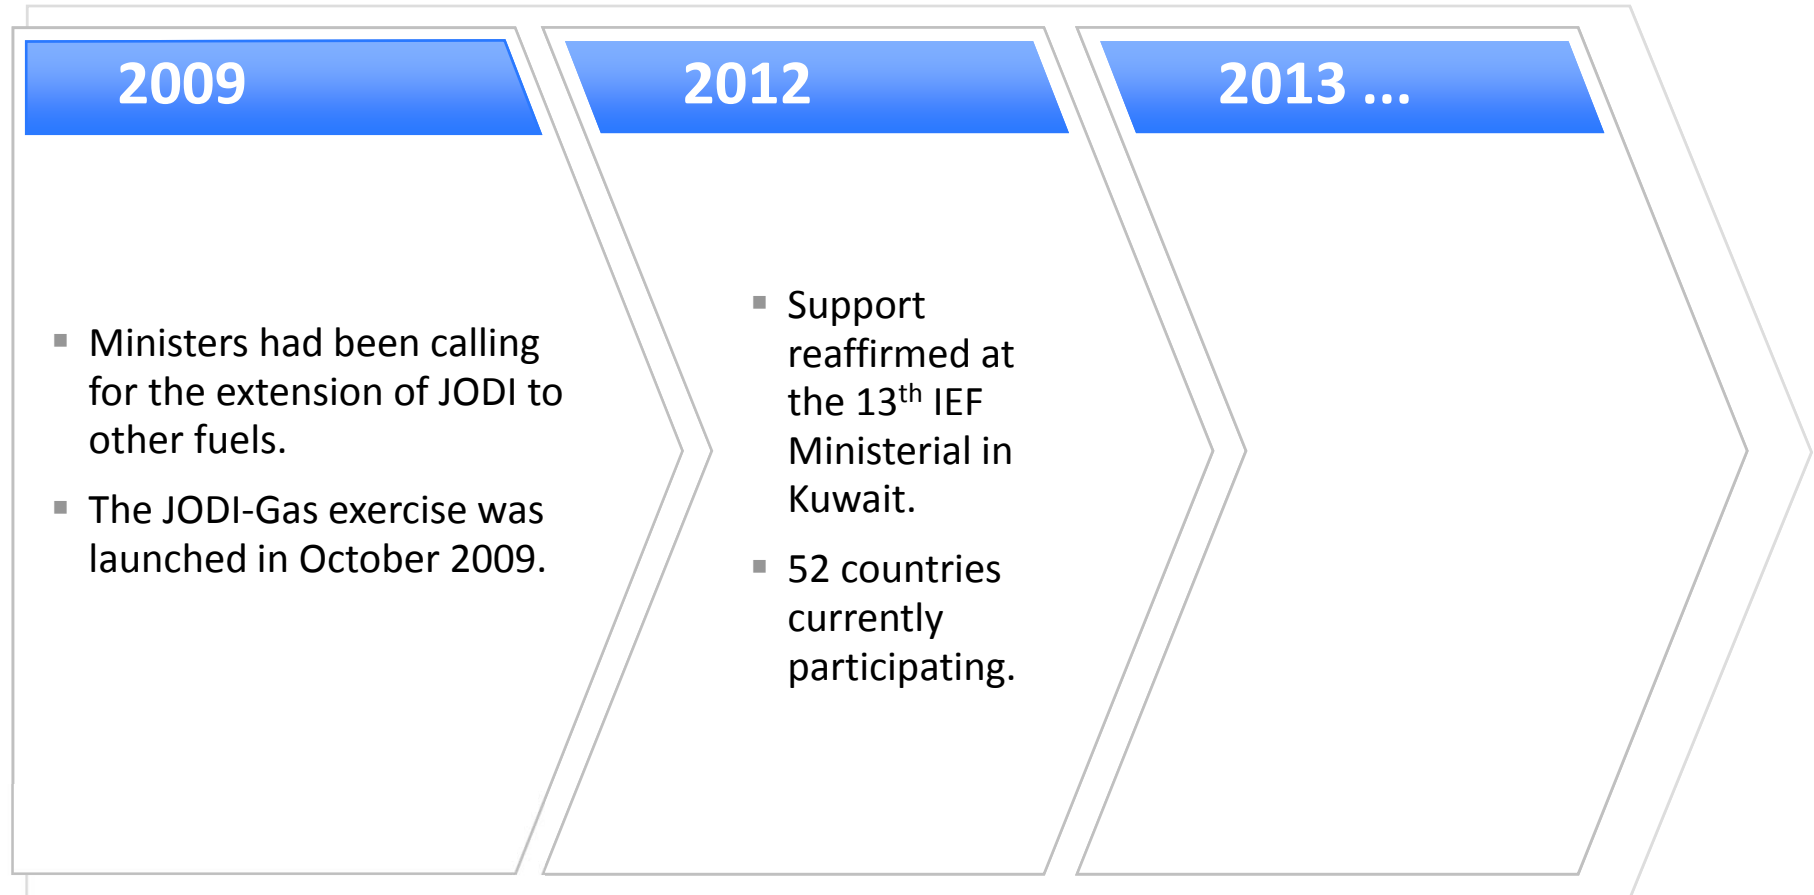 2009
Ministers had been calling
for the extension of JODI to
other fuels.
The JODI-Gas exercise was
launched in October 2009.
2012
Support
reaffirmed at
the 13th IEF
Ministerial in
Kuwait.
52 countries
currently
participating.
2013 ...